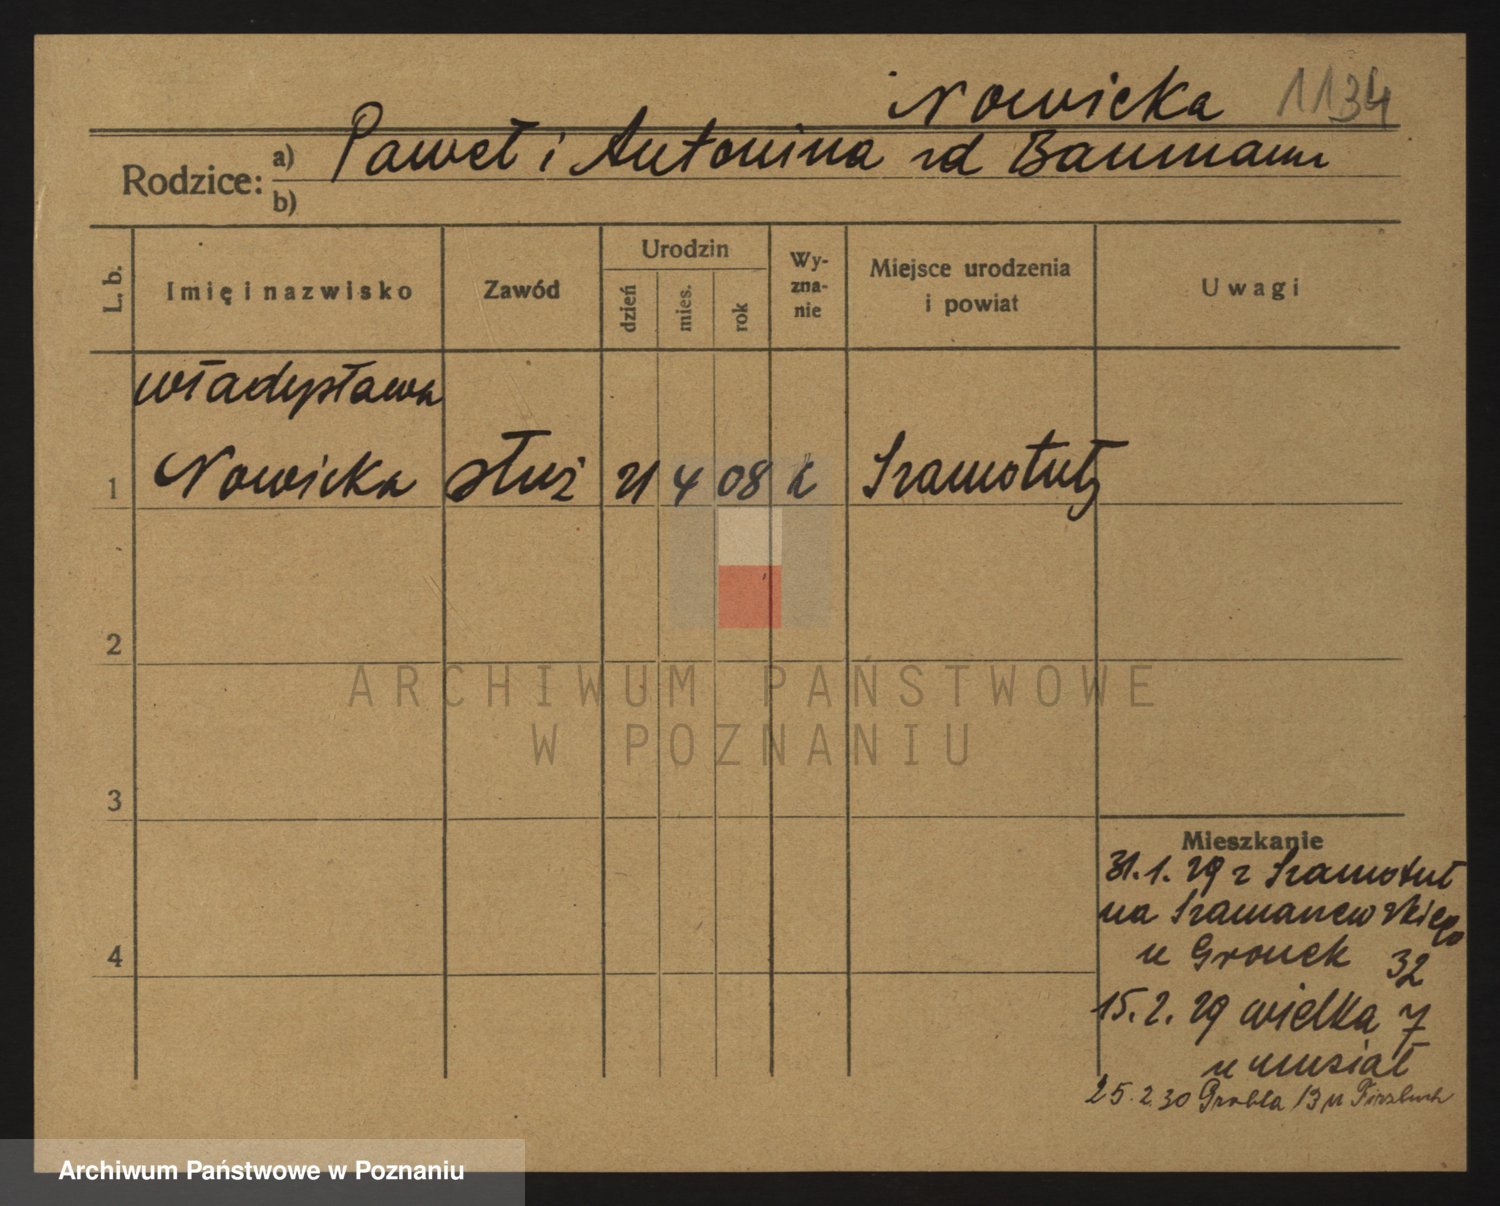 Nowicka 1134
Rodzice: a) Paweł i Antonina rd Baumann
b)
L. b.
Imię i nazwisko
Zawód
Urodzin
dzień
mies.
rok
Wy-
zna-
nie
Miejsce urodzenia
i powiat
Uwagi
Władysława
1 Nowicka służ 21 4 08 k Szamotuły
2
3
4
Mieszkanie
31.1.29 z Szamotuł
na Szamarzewskiego
u Gronek 32
15.2.29 Wielka 7
u Musiał
25.2.30 Grobla 13 u
ARCHIWUM PAŃSTWOWE
W POZNANIU
Archiwum Państwowe w Poznaniu